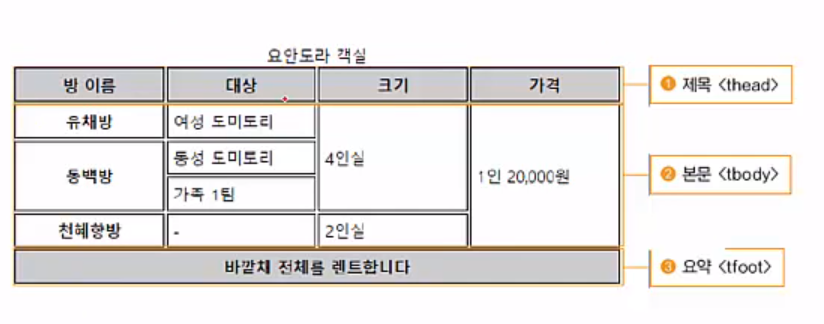 요안도라 객실
방 이름 대상 크기 가격
❶ 제목 <thead>
유채방 여성 도미토리
동백방 동성 도미토리 4인실
가족 1팀
1인 20,000원
❷ 본문 <tbody>
천혜향방 - 2인실
바깥채 전체를 렌트합니다
❸ 요약 <tfoot>